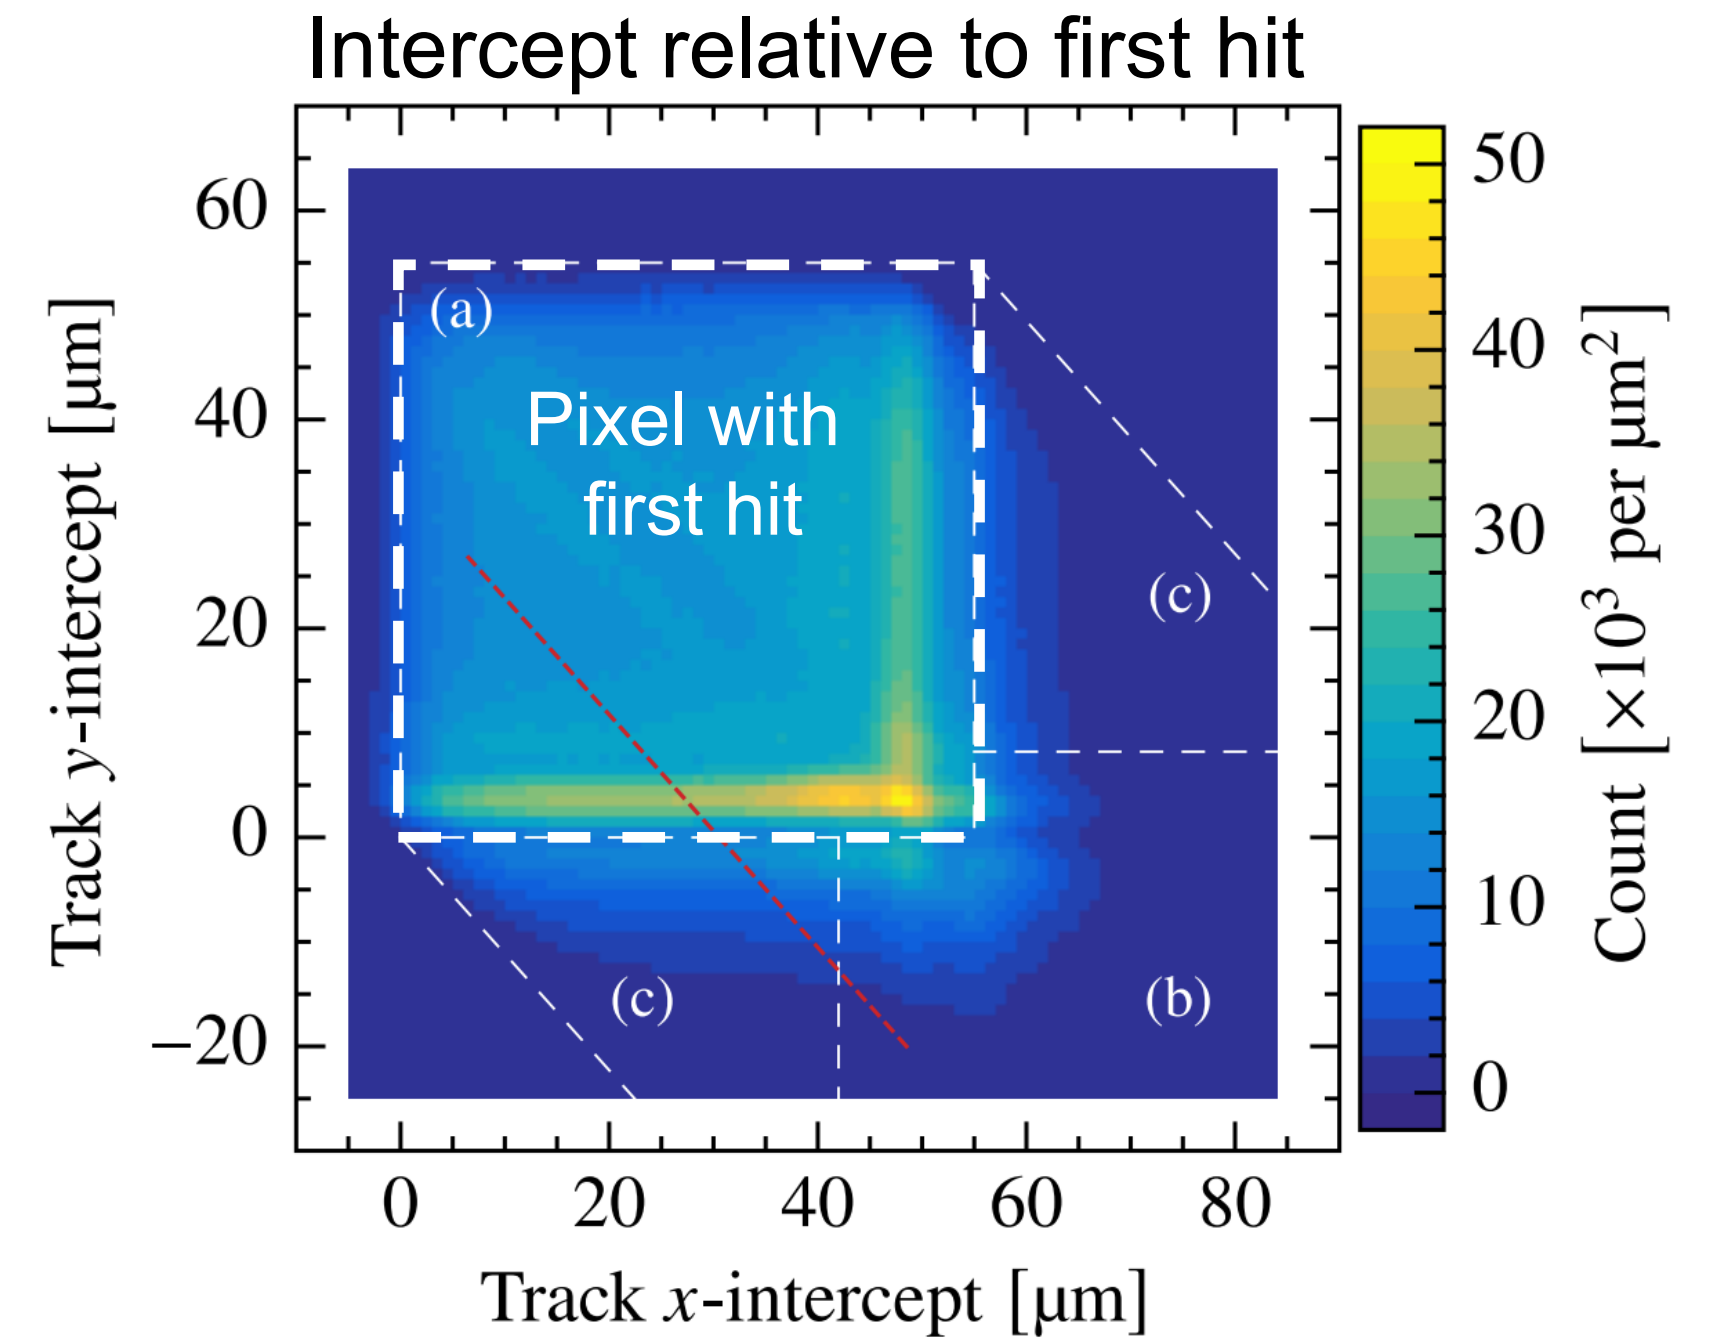 Intercept relative to first hit
60
40
20
0
−20
Track y-intercept [μm]
(a)
Pixel with
first hit
(c)
(c)
(b)
0
20
40
60
80
Track x-intercept [μm]
50
40
30
20
10
0
Count [×10³ per μm²]